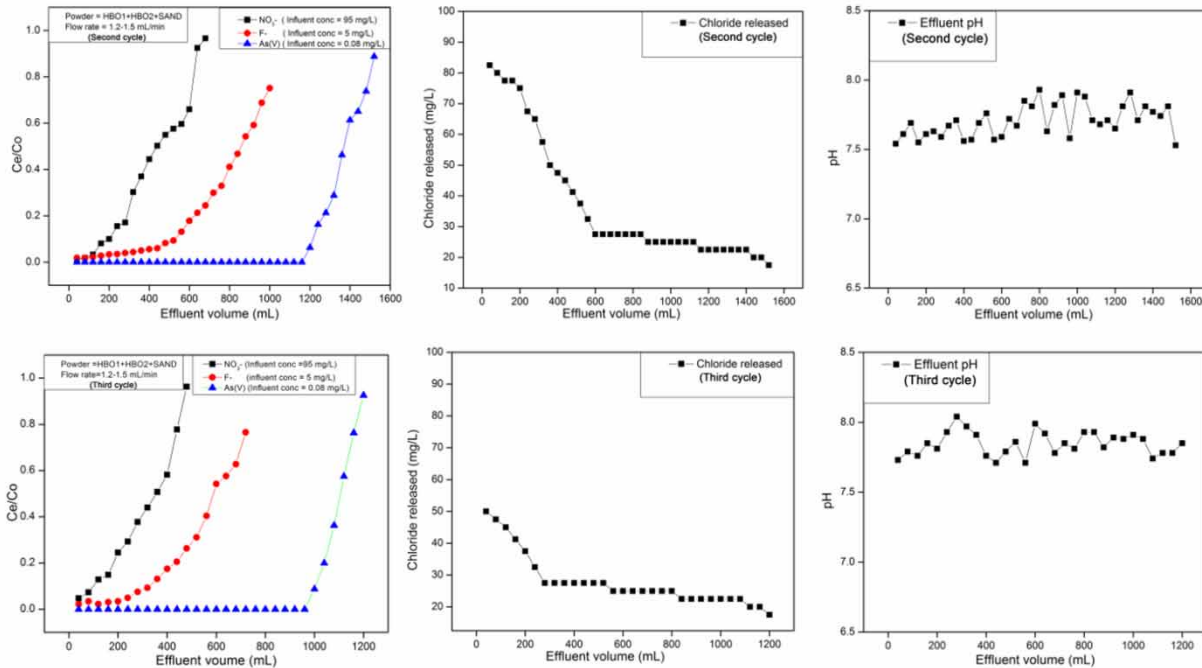 Powder = HBO1+HBO2+SAND
Flow rate = 1.2-1.5 mL/min
(Second cycle)
NO3- ( Influent conc = 95 mg/L)
F- ( Influent conc = 5 mg/L)
As(V) ( Influent conc = 0.08 mg/L)
Ce/Co
1.0
0.8
0.6
0.4
0.2
0.0
0 200 400 600 800 1000 1200 1400 1600
Effluent volume (mL)
Chloride released
(Second cycle)
Chloride released (mg/L)
100
90
80
70
60
50
40
30
20
10
0 200 400 600 800 1000 1200 1400 1600
Effluent volume (mL)
Effluent pH
(Second cycle)
pH
8.5
8.0
7.5
7.0
6.5
0 200 400 600 800 1000 1200 1400 1600
Effluent volume (mL)
Powder =HBO1+HBO2+SAND
Flow rate=1.2-1.5 mL/min
(Third cycle)
NO3- (Influent conc =95 mg/L)
F- (influent conc = 5 mg/L)
As(V) (Influent conc = 0.08 mg/L)
Ce/Co
1.0
0.8
0.6
0.4
0.2
0.0
0 200 400 600 800 1000 1200
Effluent voume (mL)
Chloride released
(Third cycle)
Chloride released (mg/L)
100
90
80
70
60
50
40
30
20
0 200 400 600 800 1000 1200
Effluent volume (mL)
Effluent pH
(Third cycle)
pH
8.5
8.0
7.5
7.0
6.5
0 200 400 600 800 1000 1200
Effluent volume (mL)